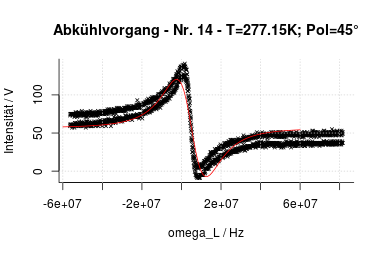 Abkühlvorgang - Nr. 14 - T=277.15K; Pol=45°
Intensität / V
100
50
0
-6e+07 -2e+07 2e+07 6e+07
omega_L / Hz